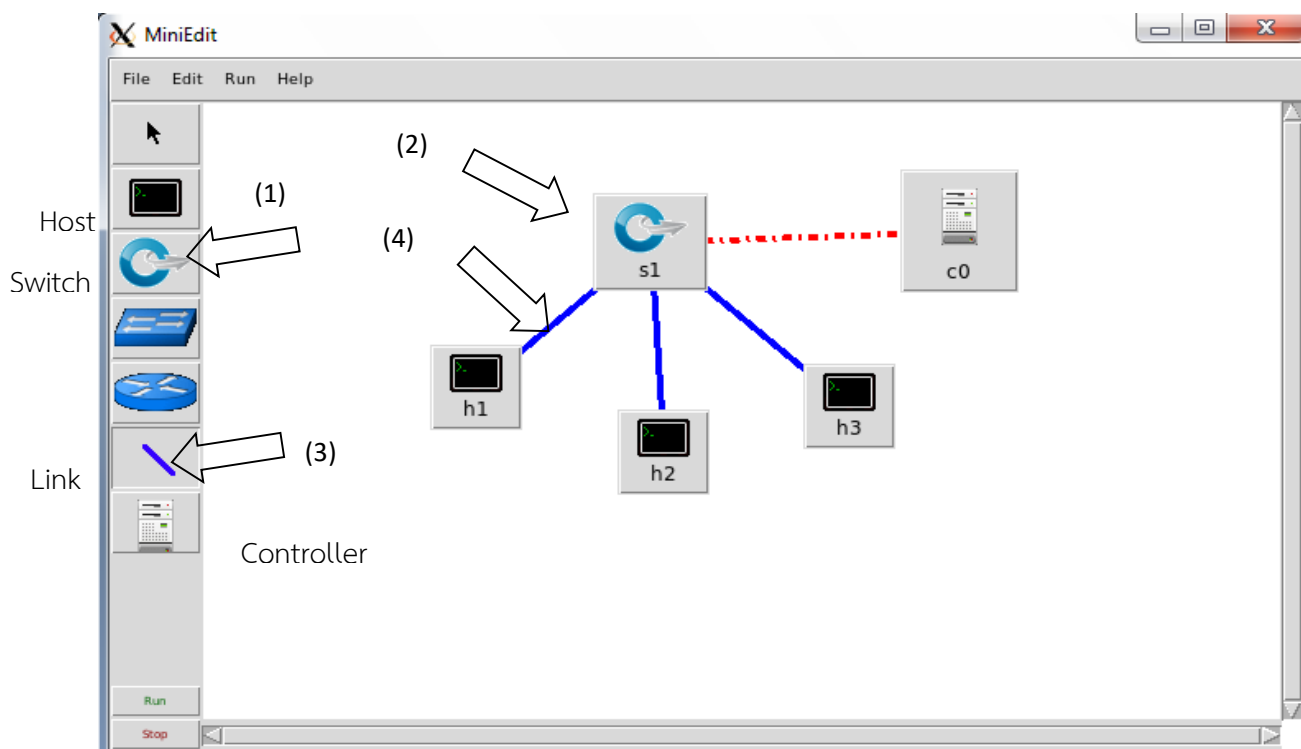 MiniEdit
File Edit Run Help
(2)
(1)
Host
(4)
s1
c0
Switch
h1
h3
h2
(3)
Link
Controller
Run
Stop